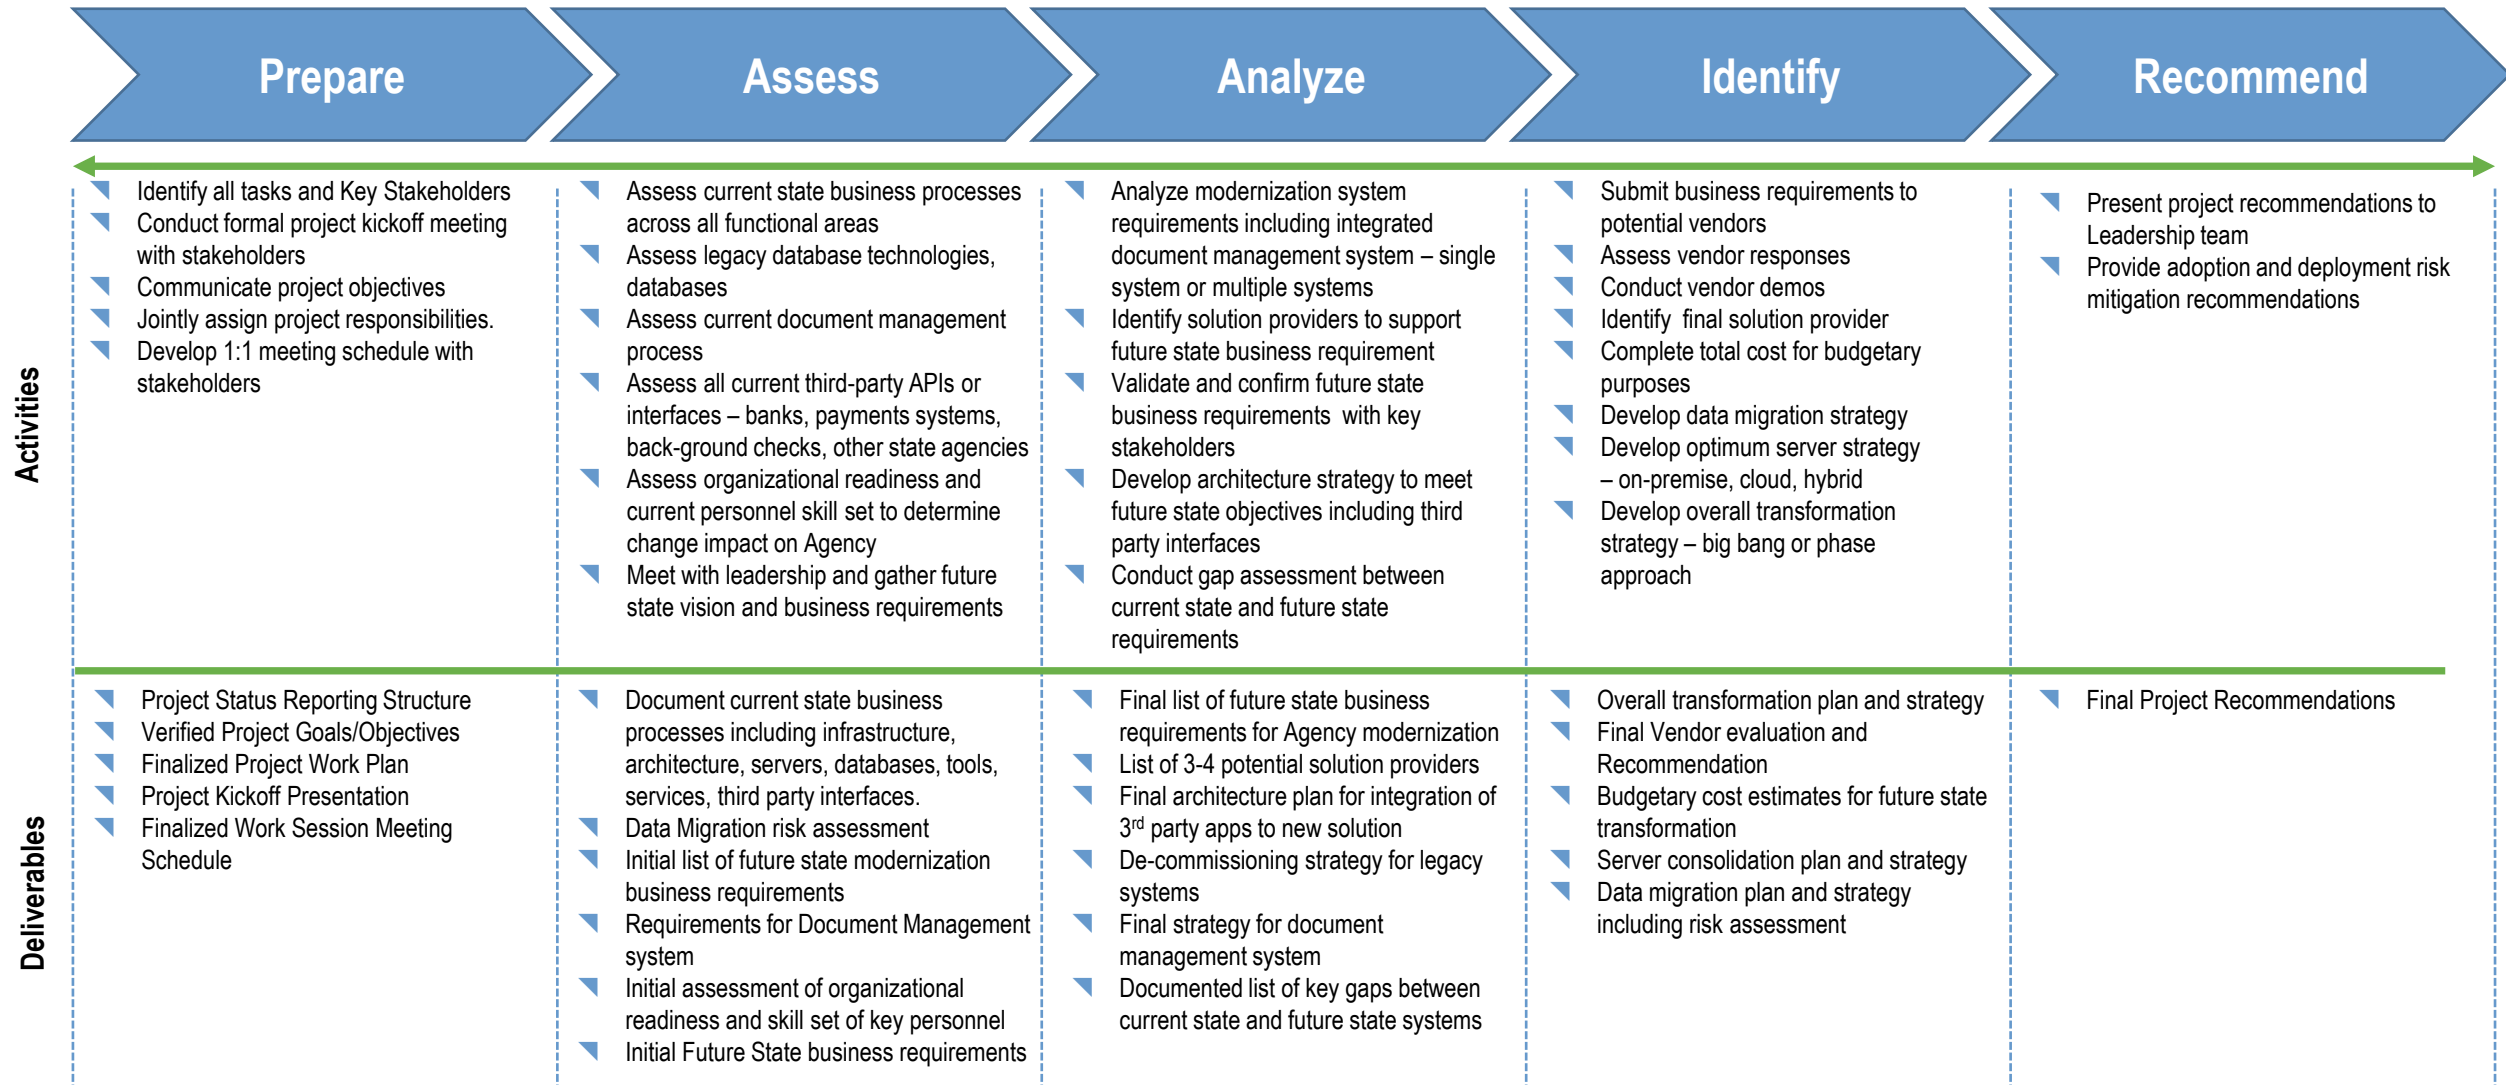 Prepare
Assess
Analyze
Identify
Recommend
Activities
Identify all tasks and Key Stakeholders
Conduct formal project kickoff meeting
with stakeholders
Communicate project objectives
Jointly assign project responsibilities.
Develop 1:1 meeting schedule with
stakeholders
Assess current state business processes
across all functional areas
Assess legacy database technologies,
databases
Assess current document management
process
Assess all current third-party APIs or
interfaces – banks, payments systems,
back-ground checks, other state agencies
Assess organizational readiness and
current personnel skill set to determine
change impact on Agency
Meet with leadership and gather future
state vision and business requirements
Analyze modernization system
requirements including integrated
document management system – single
system or multiple systems
Identify solution providers to support
future state business requirement
Validate and confirm future state
business requirements with key
stakeholders
Develop architecture strategy to meet
future state objectives including third
party interfaces
Conduct gap assessment between
current state and future state
requirements
Submit business requirements to
potential vendors
Assess vendor responses
Conduct vendor demos
Identify final solution provider
Complete total cost for budgetary
purposes
Develop data migration strategy
Develop optimum server strategy
– on-premise, cloud, hybrid
Develop overall transformation
strategy – big bang or phase
approach
Present project recommendations to
Leadership team
Provide adoption and deployment risk
mitigation recommendations
Deliverables
Project Status Reporting Structure
Verified Project Goals/Objectives
Finalized Project Work Plan
Project Kickoff Presentation
Finalized Work Session Meeting
Schedule
Document current state business
processes including infrastructure,
architecture, servers, databases, tools,
services, third party interfaces.
Data Migration risk assessment
Initial list of future state modernization
business requirements
Requirements for Document Management
system
Initial assessment of organizational
readiness and skill set of key personnel
Initial Future State business requirements
Final list of future state business
requirements for Agency modernization
List of 3-4 potential solution providers
Final architecture plan for integration of
3rd party apps to new solution
De-commissioning strategy for legacy
systems
Final strategy for document
management system
Documented list of key gaps between
current state and future state systems
Overall transformation plan and strategy
Final Vendor evaluation and
Recommendation
Budgetary cost estimates for future state
transformation
Server consolidation plan and strategy
Data migration plan and strategy
including risk assessment
Final Project Recommendations